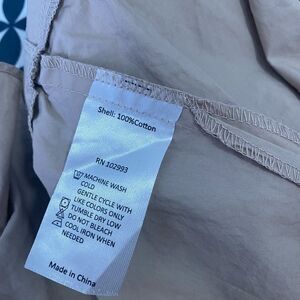 Shell: 100%Cotton
RN 102993
MACHINE WASH
COLD
GENTLE CYCLE WITH
LIKE COLORS ONLY
TUMBLE DRY LOW
DO NOT BLEACH
COOL IRON WHEN
NEEDED
Made in China